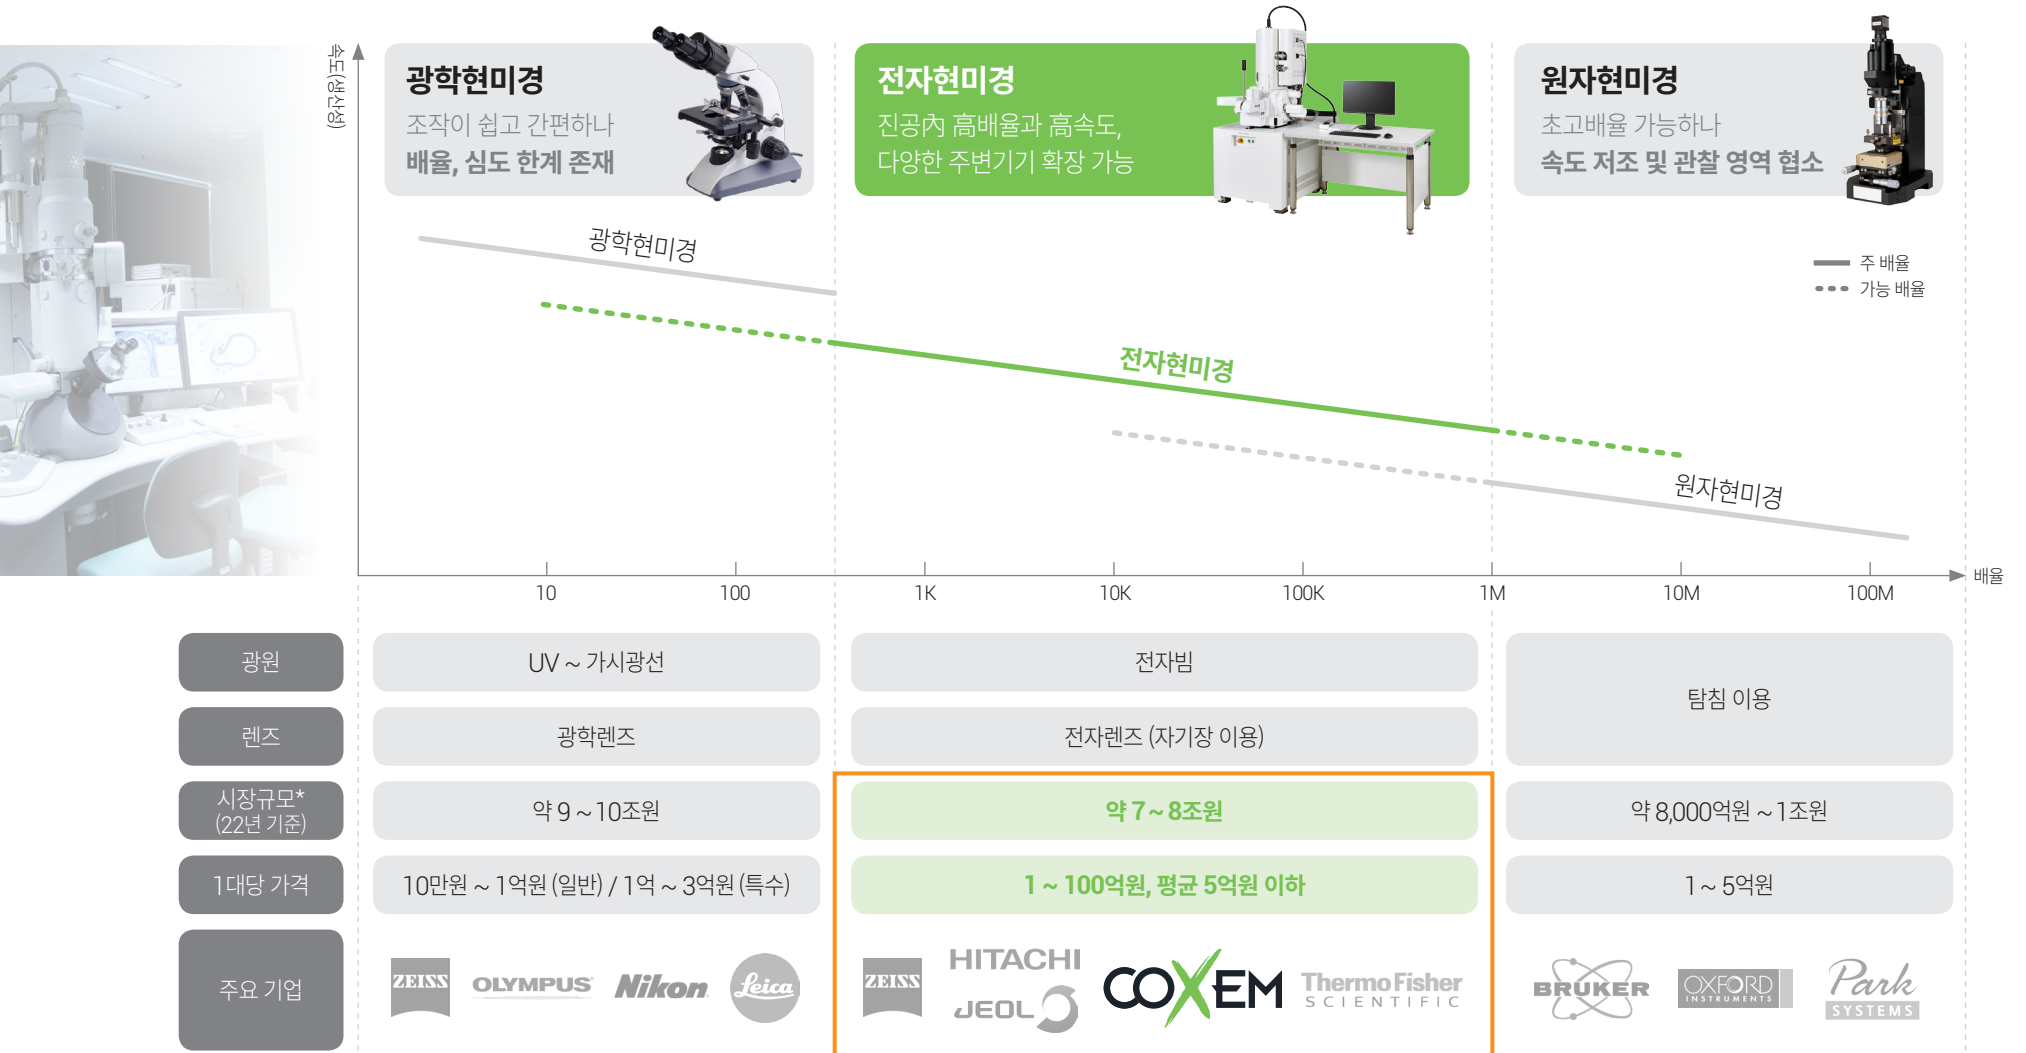 속도(생산성)
광학현미경
조작이 쉽고 간편하나
배율, 심도 한계 존재
전자현미경
진공內 高배율과 高속도,
다양한 주변기기 확장 가능
원자현미경
초고배율 가능하나
속도 저조 및 관찰 영역 협소
광학현미경
전자현미경
원자현미경
주 배율
가능 배율
10
100
1K
10K
100K
1M
10M
100M
배율
광원
UV ~ 가시광선
전자빔
탐침 이용
렌즈
광학렌즈
전자렌즈 (자기장 이용)
시장규모*
(22년 기준)
약 9 ~ 10조원
약 7 ~ 8조원
약 8,000억원 ~ 1조원
1대당 가격
10만원 ~ 1억원 (일반) / 1억 ~ 3억원 (특수)
1 ~ 100억원, 평균 5억원 이하
1 ~ 5억원
주요 기업
ZEISS
OLYMPUS
Nikon
Leica
ZEISS
HITACHI
JEOL
COXEM
ThermoFisher
SCIENTIFIC
BRUKER
OXFORD
INSTRUMENTS
Park
SYSTEMS